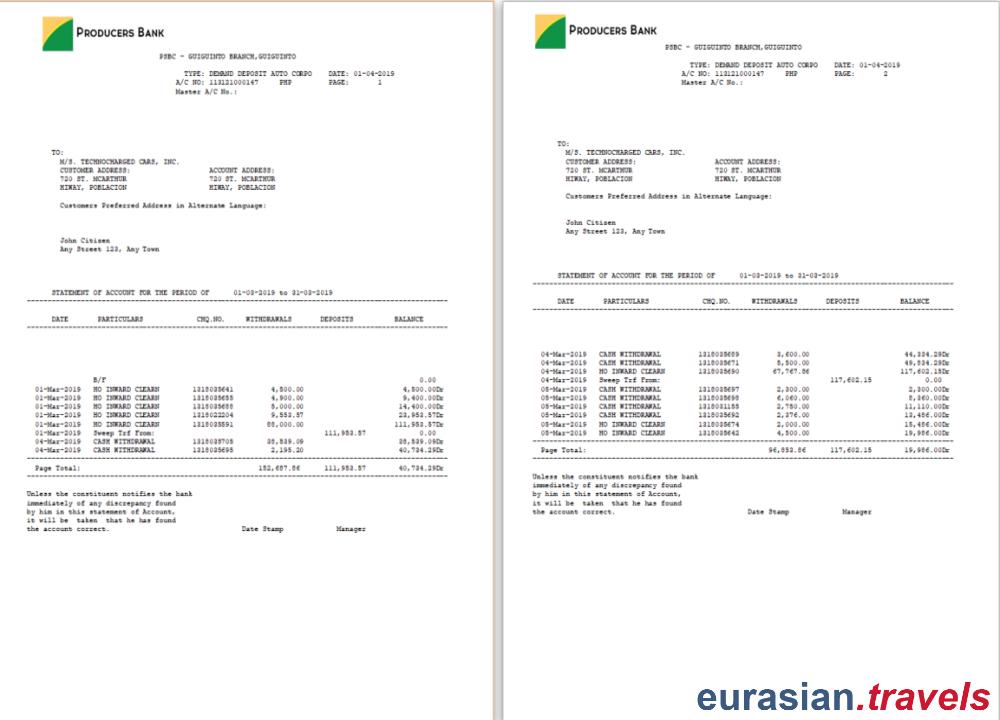 PRODUCERS BANK
PSBC - GUIGUINTO BRANCH,GUIGUINTO
TYPE: DEMAND DEPOSIT AUTO CORPO DATE: 01-04-2019
A/C NO: 113121000147 PHP PAGE: 1
Master A/C No.:
TO:
M/S. TECHNOCHARGED CARS, INC.
CUSTOMER ADDRESS: ACCOUNT ADDRESS:
720 ST. MCARTHUR 720 ST. MCARTHUR
HIWAY, POBLACION HIWAY, POBLACION
Customers Preferred Address in Alternate Language:
John Citizen
Any Street 123, Any Town
STATEMENT OF ACCOUNT FOR THE PERIOD OF 01-03-2019 to 31-03-2019
DATE PARTICULARS CHQ.NO. WITHDRAWALS DEPOSITS BALANCE
B/F 0.00
01-Mar-2019 HO INWARD CLEARN 1318035641 4,500.00 4,500.00Dr
01-Mar-2019 HO INWARD CLEARN 1318035655 4,900.00 9,400.00Dr
01-Mar-2019 HO INWARD CLEARN 1318035688 5,000.00 14,400.00Dr
01-Mar-2019 HO INWARD CLEARN 1318022204 9,553.57 23,953.57Dr
01-Mar-2019 HO INWARD CLEARN 1318035591 88,000.00 111,953.57Dr
01-Mar-2019 Sweep Trf From: 111,953.57 0.00
04-Mar-2019 CASH WITHDRAWAL 1318035705 38,539.09 38,539.09Dr
04-Mar-2019 CASH WITHDRAWAL 1318035695 2,195.20 40,734.29Dr
Page Total: 152,687.86 111,953.57 40,734.29Dr
Unless the constituent notifies the bank
immediately of any discrepancy found
by him in this statement of Account,
it will be taken that he has found
the account correct. Date Stamp Manager
PRODUCERS BANK
PSBC - GUIGUINTO BRANCH,GUIGUINTO
TYPE: DEMAND DEPOSIT AUTO CORPO DATE: 01-04-2019
A/C NO: 113121000147 PHP PAGE: 2
Master A/C No.:
TO:
M/S. TECHNOCHARGED CARS, INC.
CUSTOMER ADDRESS: ACCOUNT ADDRESS:
720 ST. MCARTHUR 720 ST. MCARTHUR
HIWAY, POBLACION HIWAY, POBLACION
Customers Preferred Address in Alternate Language:
John Citizen
Any Street 123, Any Town
STATEMENT OF ACCOUNT FOR THE PERIOD OF 01-03-2019 to 31-03-2019
DATE PARTICULARS CHQ.NO. WITHDRAWALS DEPOSITS BALANCE
04-Mar-2019 CASH WITHDRAWAL 1318035689 3,600.00 44,334.29Dr
04-Mar-2019 CASH WITHDRAWAL 1318035671 5,500.00 49,834.29Dr
04-Mar-2019 HO INWARD CLEARN 1318035690 67,767.86 117,602.15Dr
04-Mar-2019 Sweep Trf From: 117,602.15 0.00
05-Mar-2019 CASH WITHDRAWAL 1318035697 2,300.00 2,300.00Dr
05-Mar-2019 CASH WITHDRAWAL 1318035698 6,060.00 8,360.00Dr
05-Mar-2019 CASH WITHDRAWAL 1318031155 2,750.00 11,110.00Dr
05-Mar-2019 CASH WITHDRAWAL 1318035692 2,376.00 13,486.00Dr
05-Mar-2019 HO INWARD CLEARN 1318035674 2,000.00 15,486.00Dr
05-Mar-2019 HO INWARD CLEARN 1318035642 4,500.00 19,986.00Dr
Page Total: 96,853.86 117,602.15 19,986.00Dr
Unless the constituent notifies the bank
immediately of any discrepancy found
by him in this statement of Account,
it will be taken that he has found
the account correct. Date Stamp Manager
eurasian.travels